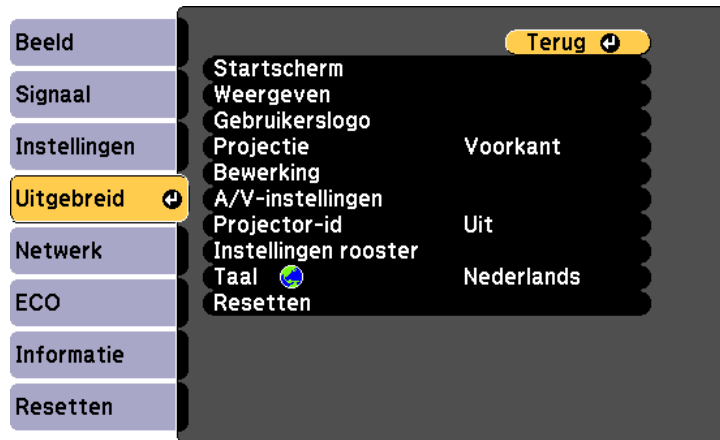 Beeld
Signaal
Instellingen
Uitgebreid
Netwerk
ECO
Informatie
Resetten
Terug
Startscherm
Weergeven
Gebruikerslogo
Projectie Voorkant
Bewerking
A/V-instellingen
Projector-id Uit
Instellingen rooster
Taal Nederlands
Resetten